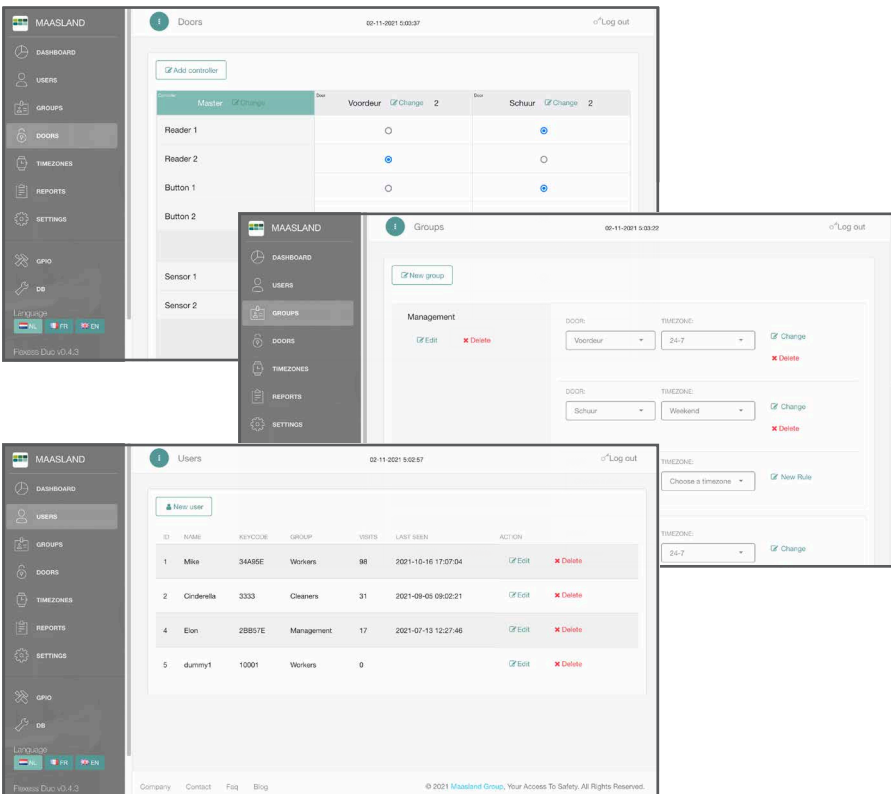 MAASLAND
Doors
02-11-2021 5:03:37
Log out
DASHBOARD
USERS
GROUPS
DOORS
TIMEZONES
REPORTS
SETTINGS
GPIO
DB
Language
NL FR EN
Flexess Duo v0.4.3
Add controller
Controller
Master Change
Door
Voordeur Change 2
Door
Schuur Change 2
Reader 1
Reader 2
Button 1
Button 2
Sensor 1
Sensor 2
MAASLAND
Groups
02-11-2021 5:03:22
Log out
DASHBOARD
USERS
GROUPS
DOORS
TIMEZONES
REPORTS
SETTINGS
New group
Management
Edit Delete
DOOR: TIMEZONE:
Voordeur 24-7 Change
Delete
DOOR: TIMEZONE:
Schuur Weekend Change
Delete
TIMEZONE:
Choose a timezone New Rule
TIMEZONE:
24-7 Change
MAASLAND
Users
02-11-2021 5:02:57
Log out
DASHBOARD
USERS
GROUPS
DOORS
TIMEZONES
REPORTS
SETTINGS
GPIO
DB
Language
NL FR EN
Flexess Duo v0.4.3
New user
ID NAME KEYCODE GROUP VISITS LAST SEEN ACTION
1 Mike 34A95E Workers 98 2021-10-16 17:07:04 Edit Delete
2 Cinderella 3333 Cleaners 31 2021-09-05 09:02:21 Edit Delete
4 Elon 2BB57E Management 17 2021-07-13 12:27:46 Edit Delete
5 dummy1 10001 Workers 0 Edit Delete
Company Contact Faq Blog
© 2021 Maasland Group, Your Access To Safety. All Rights Reserved.